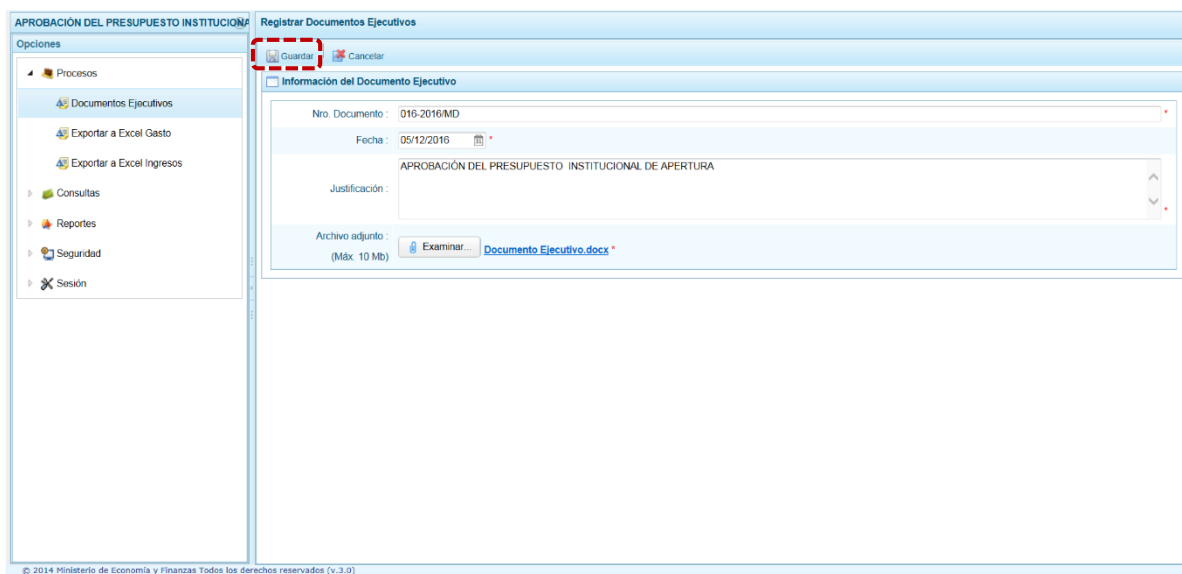 APROBACIÓN DEL PRESUPUESTO INSTITUCIONA
Opciones
Procesos
Documentos Ejecutivos
Exportar a Excel Gasto
Exportar a Excel Ingresos
Consultas
Reportes
Seguridad
Sesión
Registrar Documentos Ejecutivos
Guardar Cancelar
Información del Documento Ejecutivo
Nro. Documento : 016-2016/MD *
Fecha : 05/12/2016 *
APROBACIÓN DEL PRESUPUESTO INSTITUCIONAL DE APERTURA
Justificación : *
Archivo adjunto :
(Máx. 10 Mb) Examinar... Documento Ejecutivo.docx *
© 2014 Ministerio de Economía y Finanzas Todos los derechos reservados (v.3.0)